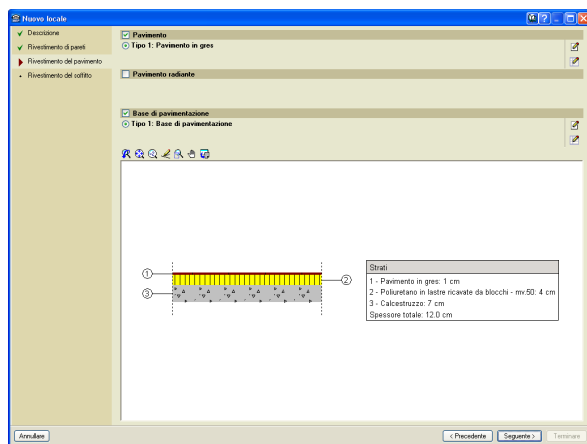 Nuovo locale
Descrizione
Rivestimento di pareti
Rivestimento del pavimento
Rivestimento del soffitto
Pavimento
Tipo 1: Pavimento in gres
Pavimento radiante
Base di pavimentazione
Tipo 1: Base di pavimentazione
1
2
3
Strati
1 - Pavimento in gres: 1 cm
2 - Poliuretano in lastre ricavate da blocchi - mv.50: 4 cm
3 - Calcestruzzo: 7 cm
Spessore totale: 12.0 cm
Annullare
< Precedente
Seguente >
Terminare